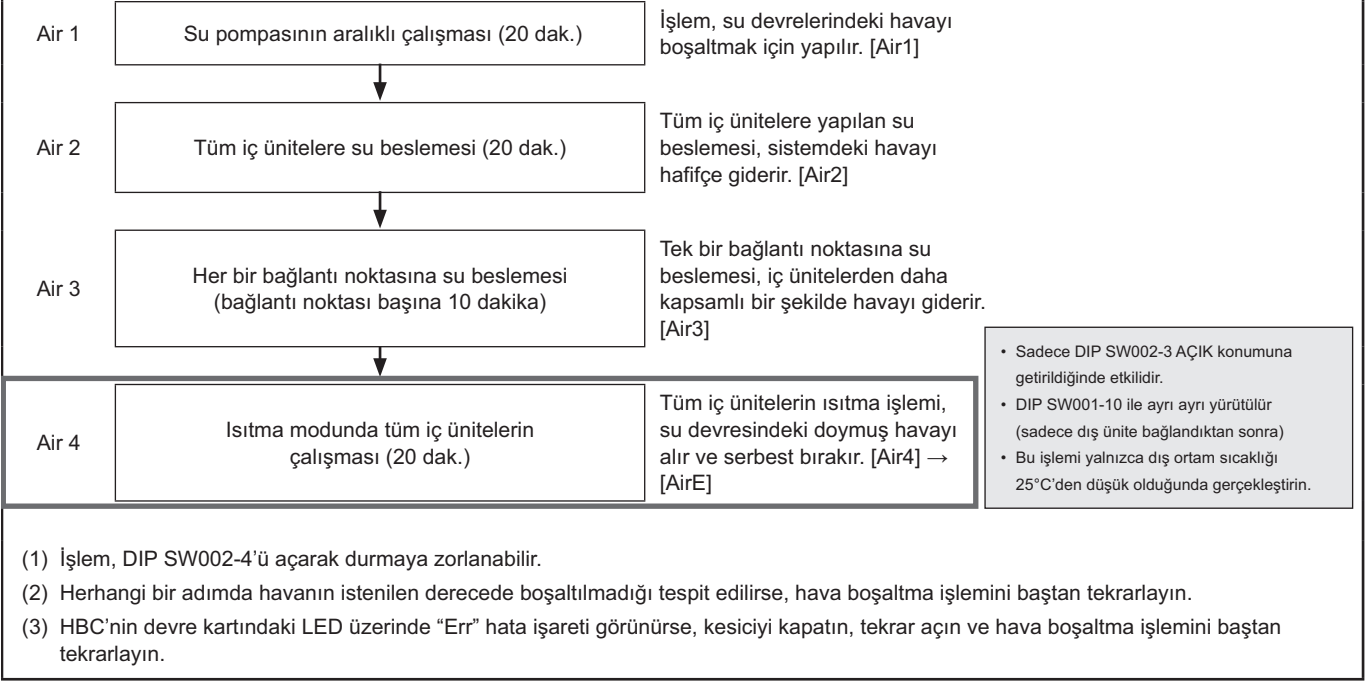 Air 1
Su pompasının aralıklı çalışması (20 dak.)
İşlem, su devrelerindeki havayı
boşaltmak için yapılır. [Air1]
Air 2
Tüm iç ünitelere su beslemesi (20 dak.)
Tüm iç ünitelere yapılan su
beslemesi, sistemdeki havayı
hafifçe giderir. [Air2]
Air 3
Her bir bağlantı noktasına su beslemesi
(bağlantı noktası başına 10 dakika)
Tek bir bağlantı noktasına su
beslemesi, iç ünitelerden daha
kapsamlı bir şekilde havayı giderir.
[Air3]
Air 4
Isıtma modunda tüm iç ünitelerin
çalışması (20 dak.)
Tüm iç ünitelerin ısıtma işlemi,
su devresindeki doymuş havayı
alır ve serbest bırakır. [Air4] →
[AirE]
• Sadece DIP SW002-3 AÇIK konumuna
getirildiğinde etkilidir.
• DIP SW001-10 ile ayrı ayrı yürütülür
(sadece dış ünite bağlandıktan sonra)
• Bu işlemi yalnızca dış ortam sıcaklığı
25°C’den düşük olduğunda gerçekleştirin.
(1) İşlem, DIP SW002-4’ü açarak durmaya zorlanabilir.
(2) Herhangi bir adımda havanın istenilen derecede boşaltılmadığı tespit edilirse, hava boşaltma işlemini baştan tekrarlayın.
(3) HBC’nin devre kartındaki LED üzerinde “Err” hata işareti görünürse, kesiciyi kapatın, tekrar açın ve hava boşaltma işlemini baştan
tekrarlayın.